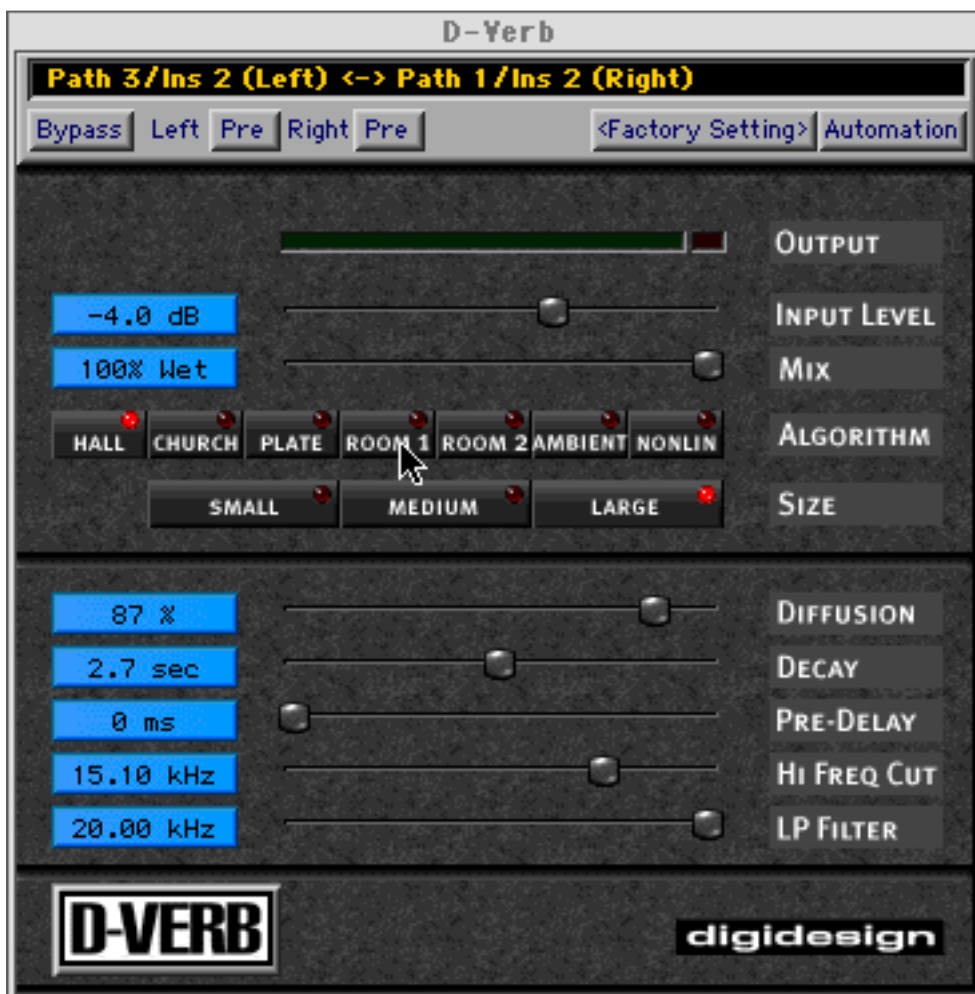 D-Verb
Path 3/Ins 2 (Left) <-> Path 1/Ins 2 (Right)
Bypass Left Pre Right Pre <Factory Setting> Automation
OUTPUT
-4.0 dB INPUT LEVEL
100% Wet MIX
HALL CHURCH PLATE ROOM 1 ROOM 2 AMBIENT NONLIN ALGORITHM
SMALL MEDIUM LARGE SIZE
87 % DIFFUSION
2.7 sec DECAY
0 ms PRE-DELAY
15.10 kHz HI FREQ CUT
20.00 kHz LP FILTER
D-VERB digidesign